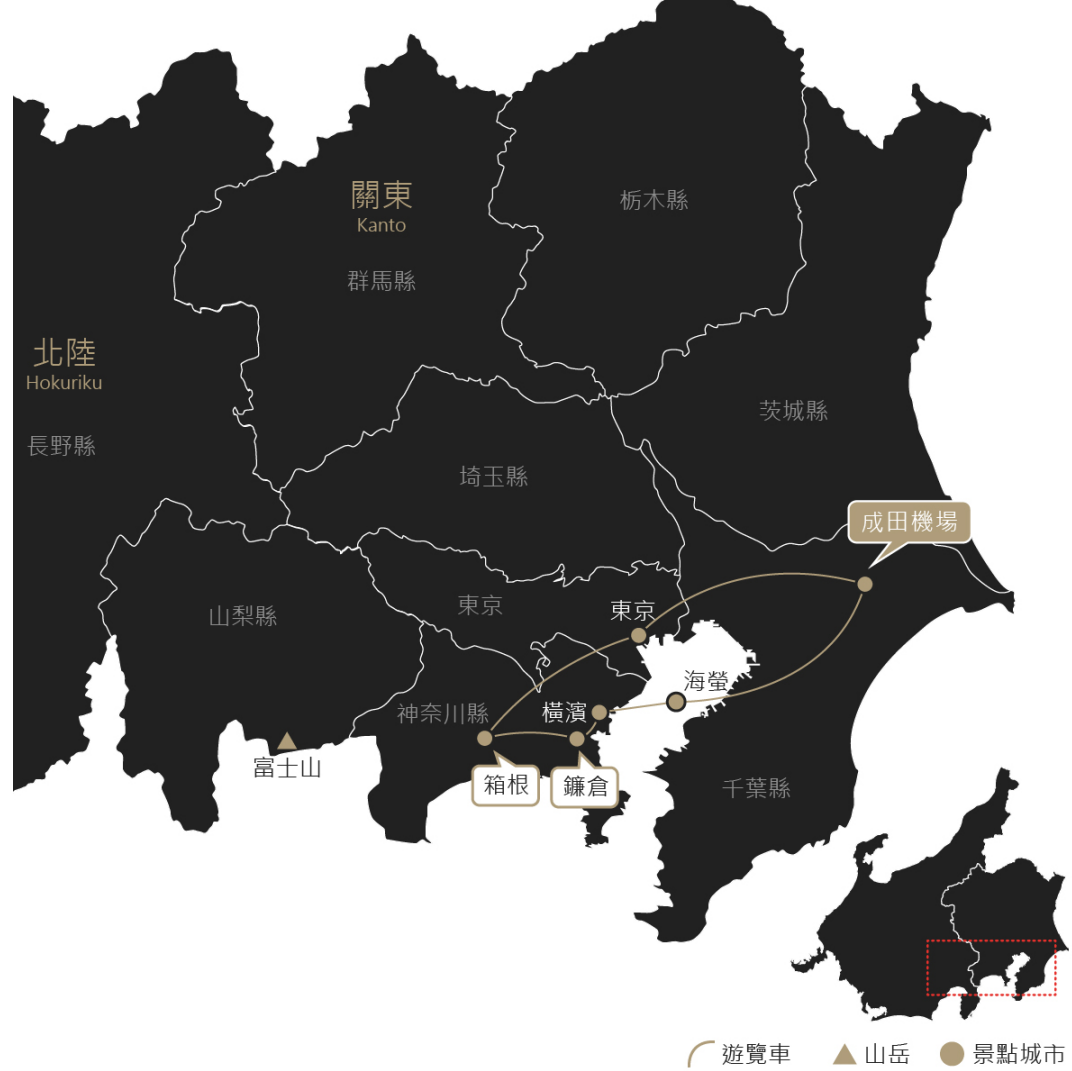 關東
Kanto
栃木縣
群馬縣
北陸
Hokuriku
長野縣
茨城縣
埼玉縣
成田機場
山梨縣
東京
東京
海螢
神奈川縣
橫濱
富士山
箱根
鐮倉
千葉縣
遊覽車
山岳
景點城市